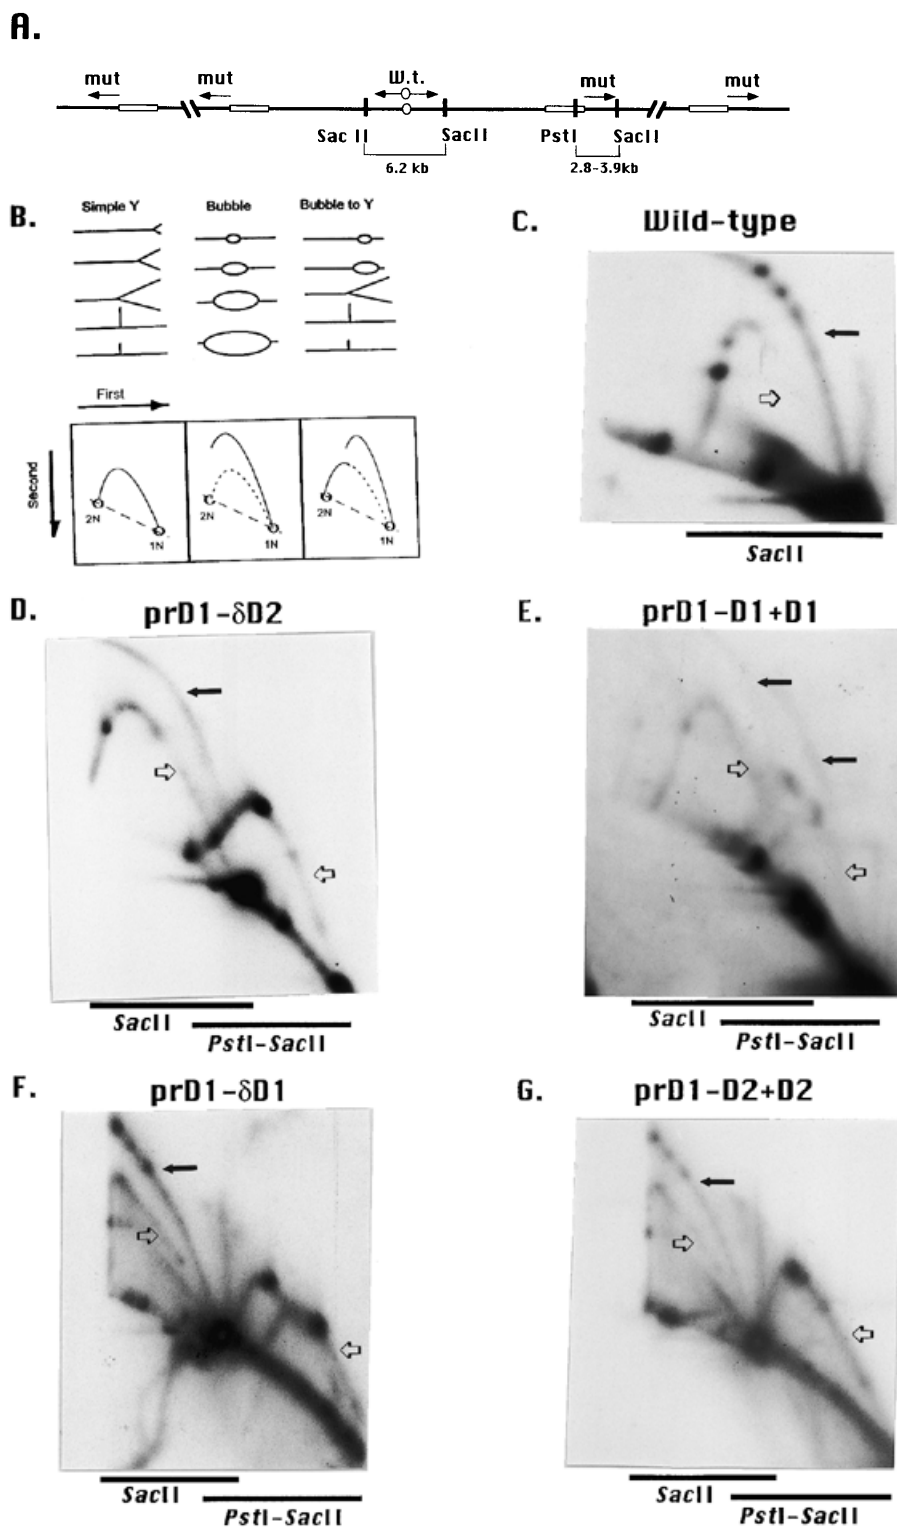 A.
mut mut W.t. mut mut
Sac II SacII PstI SacII
6.2 kb 2.8-3.9kb
B.
Simple Y Bubble Bubble to Y
First
Second
2N 1N 2N 1N 2N 1N
C. Wild-type
SacII
D. prD1-δD2
SacII
PstI-SacII
E. prD1-D1+D1
SacII
PstI-SacII
F. prD1-δD1
SacII
PstI-SacII
G. prD1-D2+D2
SacII
PstI-SacII